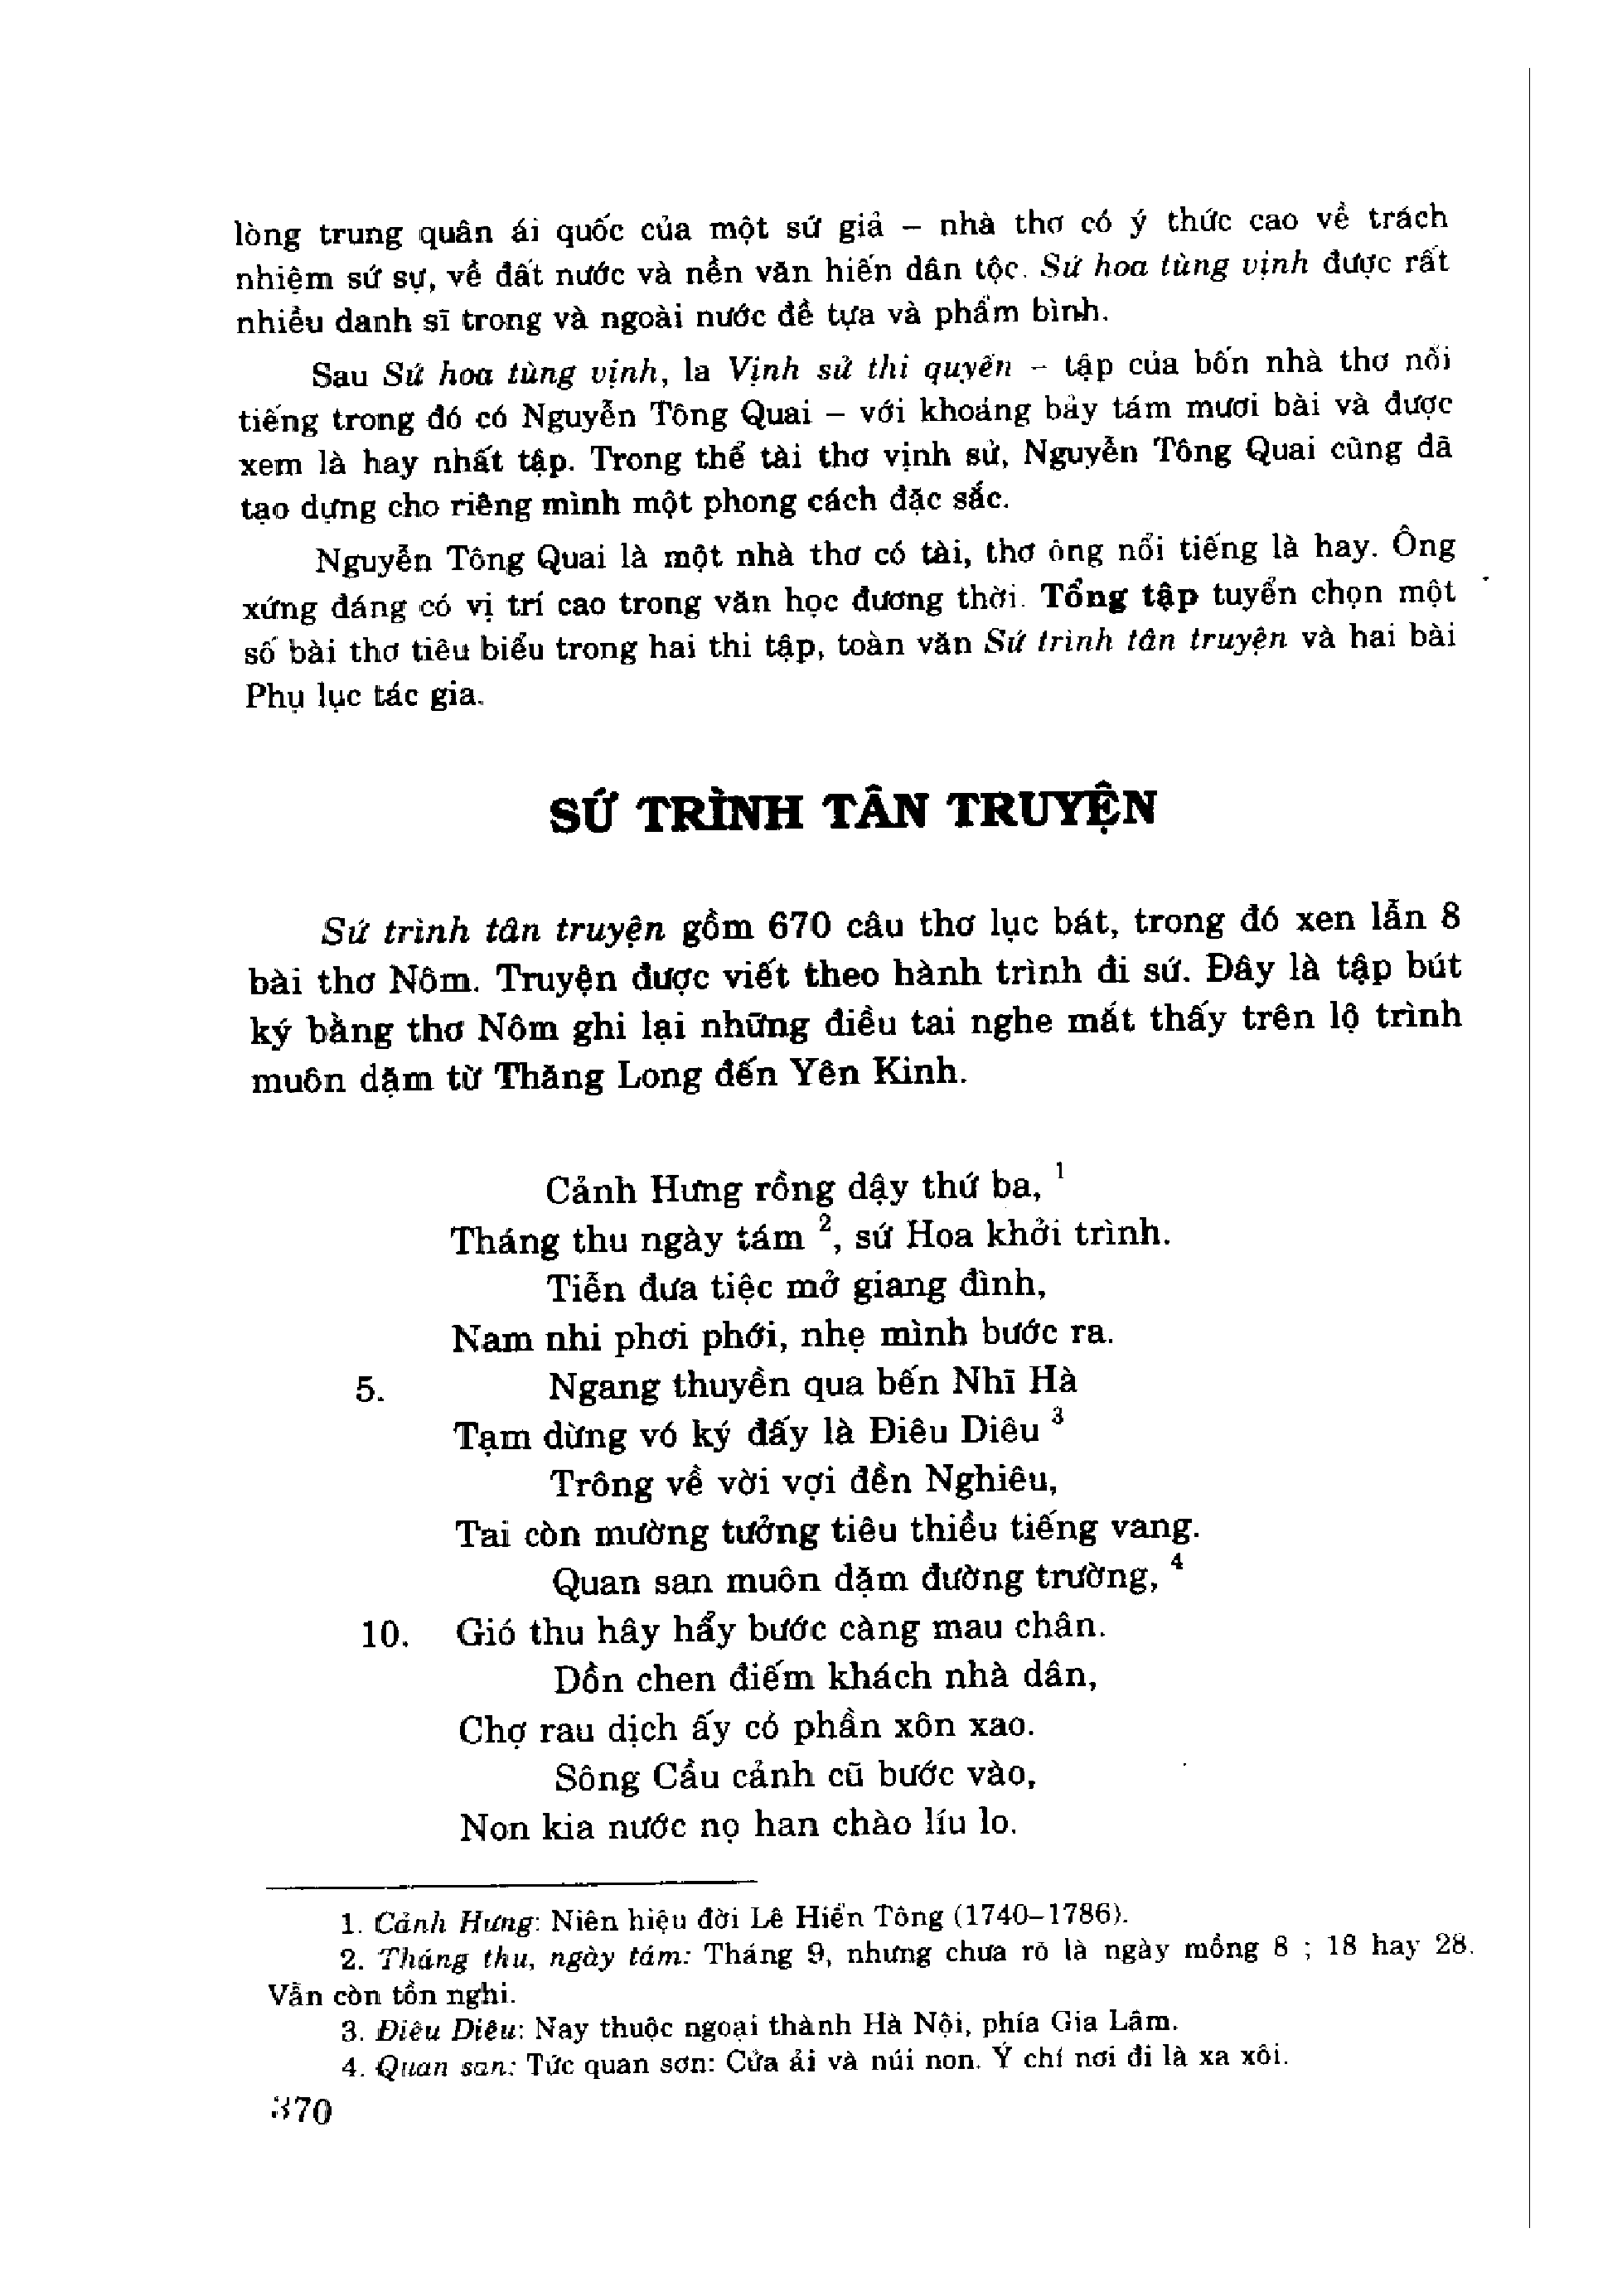 lòng trung quân ái quốc của một sứ giả – nhà thơ có ý thức cao về trách
nhiệm sứ sự, về đất nước và nền văn hiến dân tộc. Sứ hoa tùng vịnh được rất
nhiều danh sĩ trong và ngoài nước đề tựa và phẩm bình.
Sau Sứ hoa tùng vịnh, la Vịnh sử thi quyển – tập của bốn nhà thơ nổi
tiếng trong đó có Nguyễn Tông Quai – với khoảng bảy tám mươi bài và được
xem là hay nhất tập. Trong thể tài thơ vịnh sử, Nguyễn Tông Quai cũng đã
tạo dựng cho riêng mình một phong cách đặc sắc.
Nguyễn Tông Quai là một nhà thơ có tài, thơ ông nổi tiếng là hay. Ông
xứng đáng có vị trí cao trong văn học đương thời. Tổng tập tuyển chọn một
số bài thơ tiêu biểu trong hai thi tập, toàn văn Sứ trình tân truyện và hai bài
Phụ lục tác gia.
SỨ TRÌNH TÂN TRUYỆN
Sứ trình tân truyện gồm 670 câu thơ lục bát, trong đó xen lẫn 8
bài thơ Nôm. Truyện được viết theo hành trình đi sứ. Đây là tập bút
ký bằng thơ Nôm ghi lại những điều tai nghe mắt thấy trên lộ trình
muôn dặm từ Thăng Long đến Yên Kinh.
Cảnh Hưng rồng dậy thứ ba, 1
Tháng thu ngày tám 2, sứ Hoa khởi trình.
Tiễn đưa tiệc mở giang đình,
Nam nhi phơi phới, nhẹ mình bước ra.
5. Ngang thuyền qua bến Nhĩ Hà
Tạm dừng vó ký đấy là Điêu Diêu 3
Trông về vời vợi đền Nghiêu,
Tai còn mường tưởng tiêu thiều tiếng vang.
Quan san muôn dặm đường trường, 4
10. Gió thu hây hẩy bước càng mau chân.
Dồn chen điếm khách nhà dân,
Chợ rau dịch ấy có phần xôn xao.
Sông Cầu cảnh cũ bước vào,
Non kia nước nọ han chào líu lo.
1. Cảnh Hưng: Niên hiệu đời Lê Hiển Tông (1740–1786).
2. Tháng thu, ngày tám: Tháng 9, nhưng chưa rõ là ngày mồng 8 ; 18 hay 28.
Vẫn còn tồn nghi.
3. Điêu Diêu: Nay thuộc ngoại thành Hà Nội, phía Gia Lâm.
4. Quan san: Tức quan sơn: Cửa ải và núi non. Ý chỉ nơi đi là xa xôi.
370